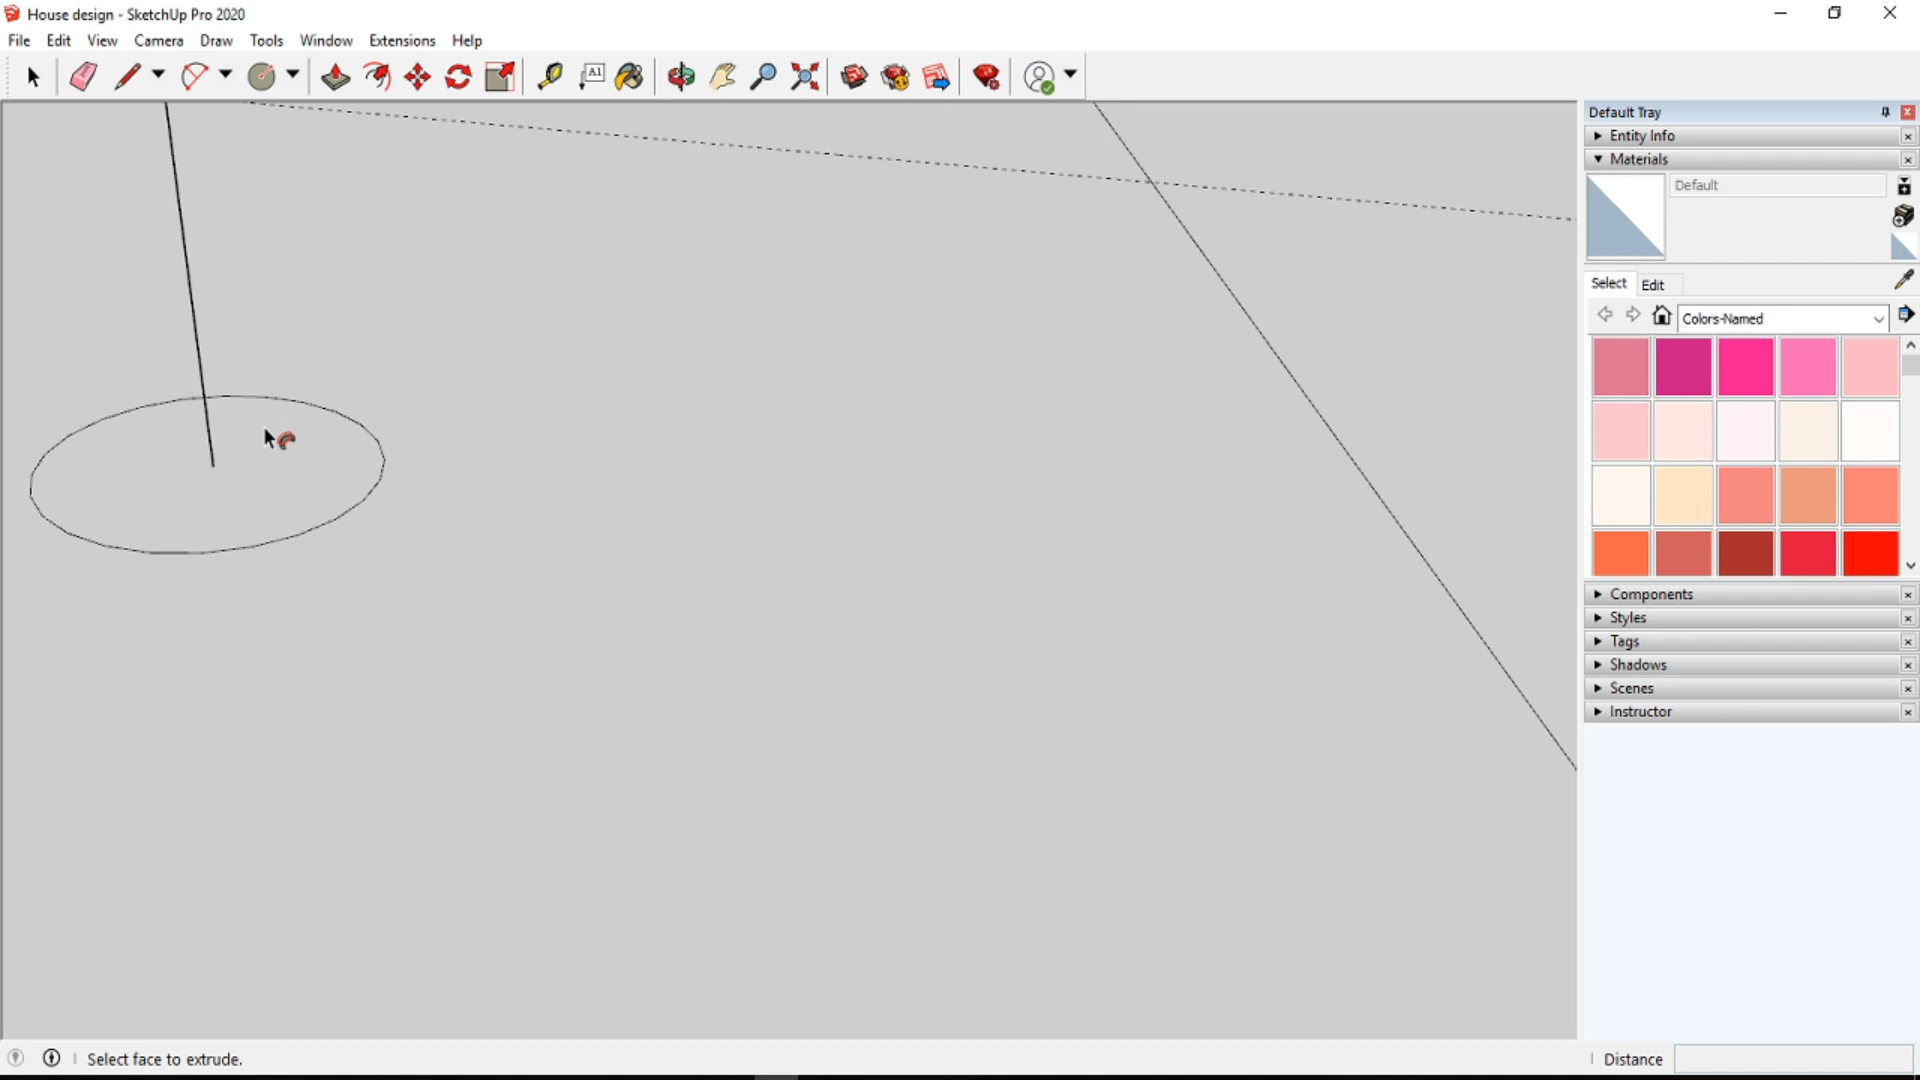 House design - SketchUp Pro 2020
File Edit View Camera Draw Tools Window Extensions Help
A1
Default Tray
Entity Info
Materials
Default
Select Edit
Colors-Named
Components
Styles
Tags
Shadows
Scenes
Instructor
Select face to extrude.
Distance